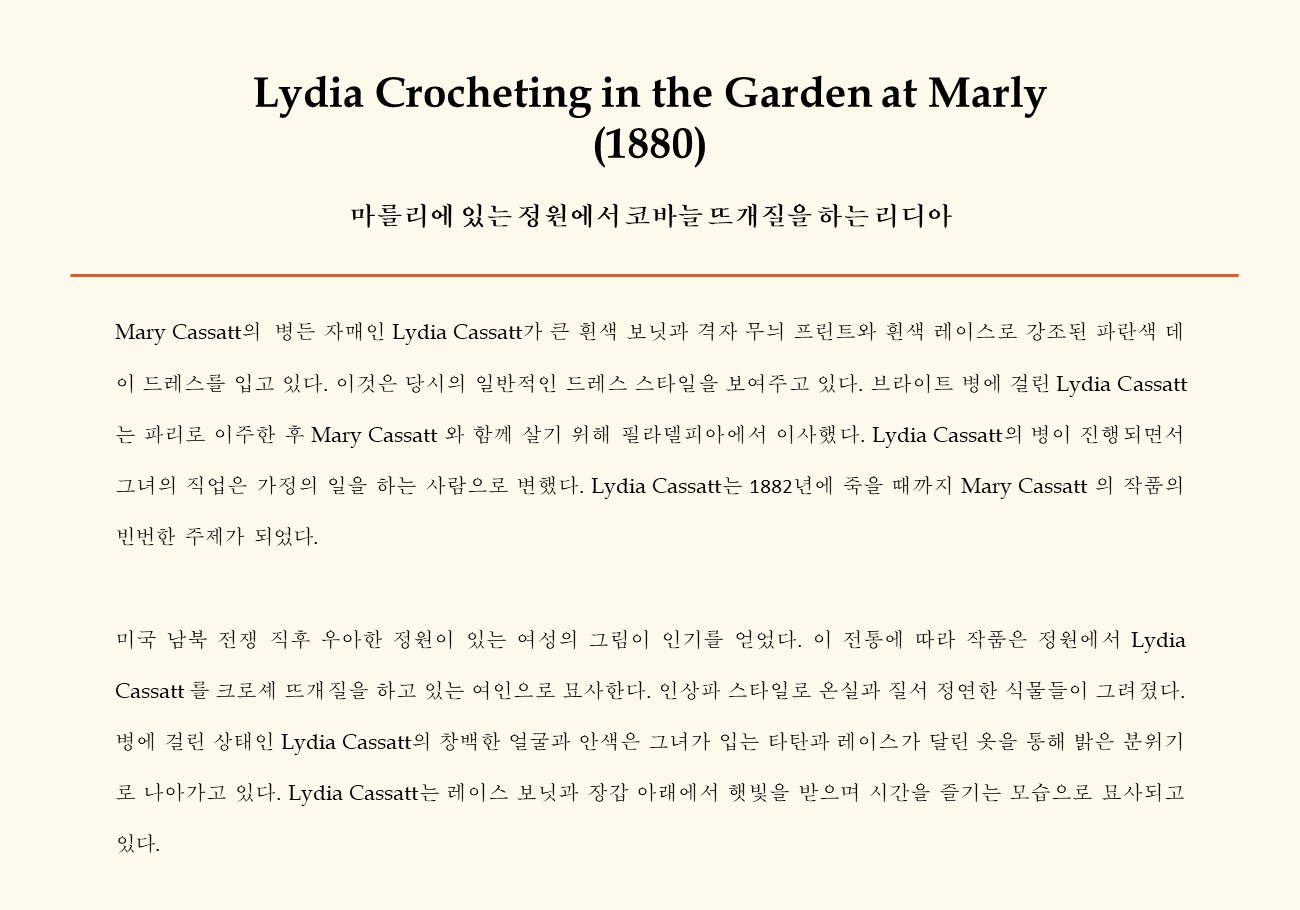 Lydia Crocheting in the Garden at Marly
(1880)
마를리에 있는 정원에서 코바늘 뜨개질을 하는 리디아
Mary Cassatt의 병든 자매인 Lydia Cassatt가 큰 흰색 보닛과 격자 무늬 프린트와 흰색 레이스로 강조된 파란색 데
이 드레스를 입고 있다. 이것은 당시의 일반적인 드레스 스타일을 보여주고 있다. 브라이트 병에 걸린 Lydia Cassatt
는 파리로 이주한 후 Mary Cassatt 와 함께 살기 위해 필라델피아에서 이사했다. Lydia Cassatt의 병이 진행되면서
그녀의 직업은 가정의 일을 하는 사람으로 변했다. Lydia Cassatt는 1882년에 죽을 때까지 Mary Cassatt 의 작품의
빈번한 주제가 되었다.
미국 남북 전쟁 직후 우아한 정원이 있는 여성의 그림이 인기를 얻었다. 이 전통에 따라 작품은 정원에서 Lydia
Cassatt 를 크로셰 뜨개질을 하고 있는 여인으로 묘사한다. 인상파 스타일로 온실과 질서 정연한 식물들이 그려졌다.
병에 걸린 상태인 Lydia Cassatt의 창백한 얼굴과 안색은 그녀가 입는 타탄과 레이스가 달린 옷을 통해 밝은 분위기
로 나아가고 있다. Lydia Cassatt는 레이스 보닛과 장갑 아래에서 햇빛을 받으며 시간을 즐기는 모습으로 묘사되고
있다.